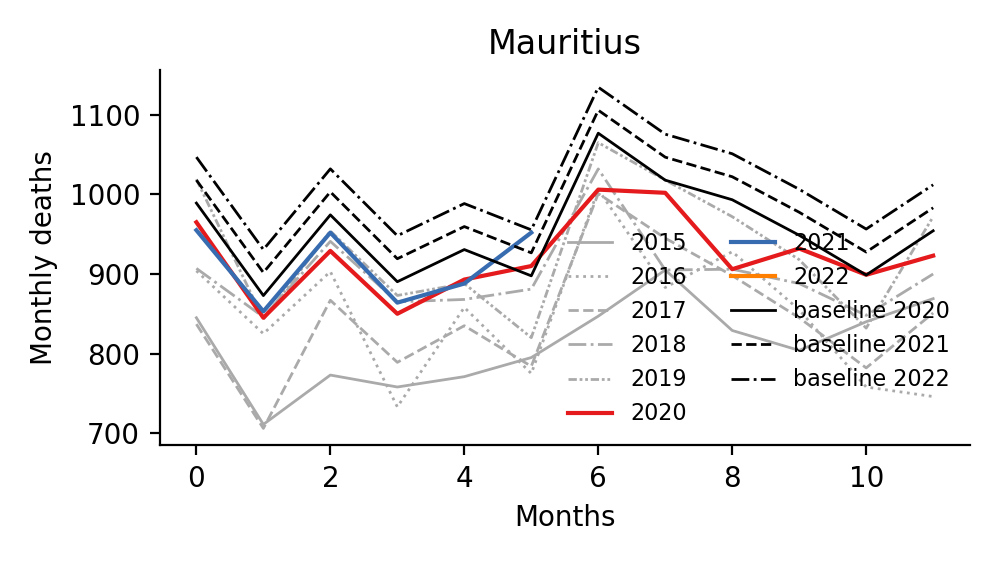 Mauritius
Monthly deaths
1100
1000
900
800
700
2015
2016
2017
2018
2019
2020
2021
2022
baseline 2020
baseline 2021
baseline 2022
0 2 4 6 8 10
Months